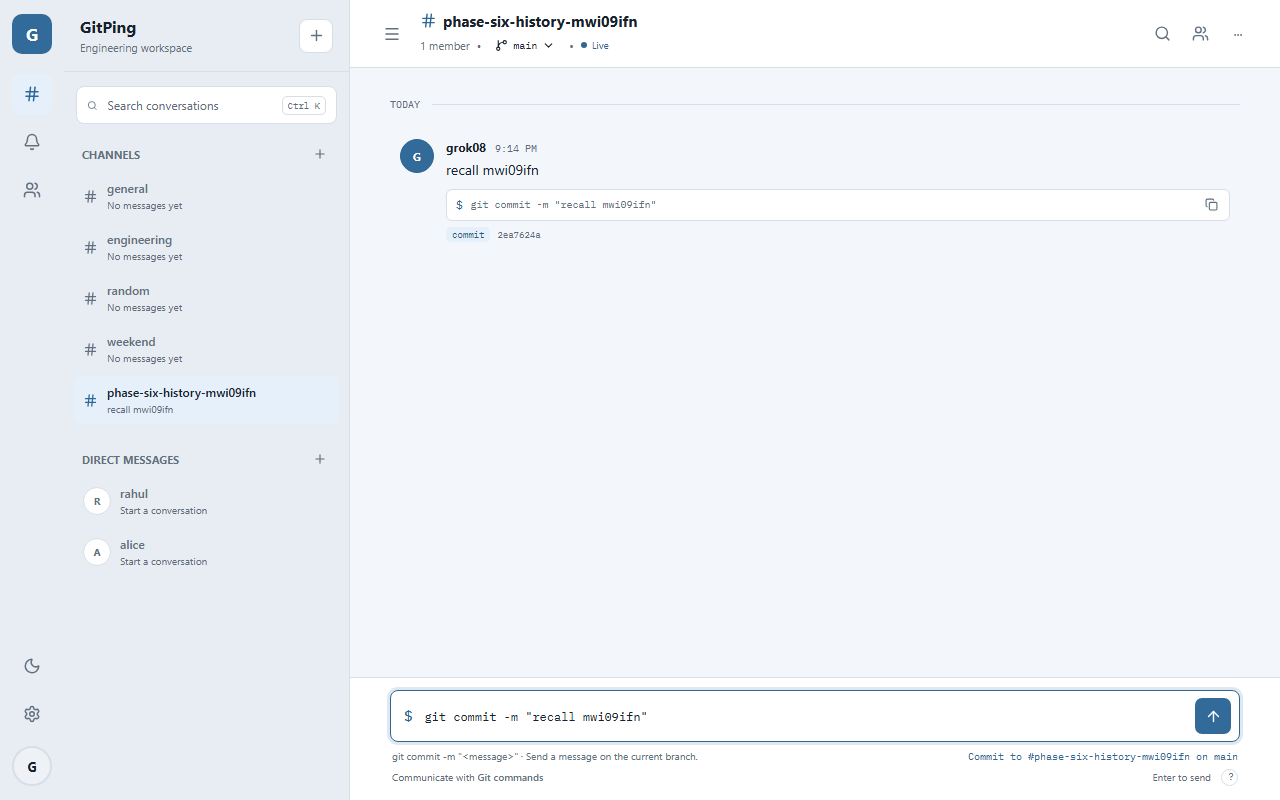 G
GitPing
Engineering workspace
Search conversations
Ctrl K
CHANNELS
general
No messages yet
engineering
No messages yet
random
No messages yet
weekend
No messages yet
phase-six-history-mwi09ifn
recall mwi09ifn
DIRECT MESSAGES
R
rahul
Start a conversation
A
alice
Start a conversation
G
# phase-six-history-mwi09ifn
1 member • main • Live
TODAY
G
grok08 9:14 PM
recall mwi09ifn
$ git commit -m "recall mwi09ifn"
commit 2ea7624a
$ git commit -m "recall mwi09ifn"
git commit -m "<message>" · Send a message on the current branch.
Commit to #phase-six-history-mwi09ifn on main
Communicate with Git commands
Enter to send ?